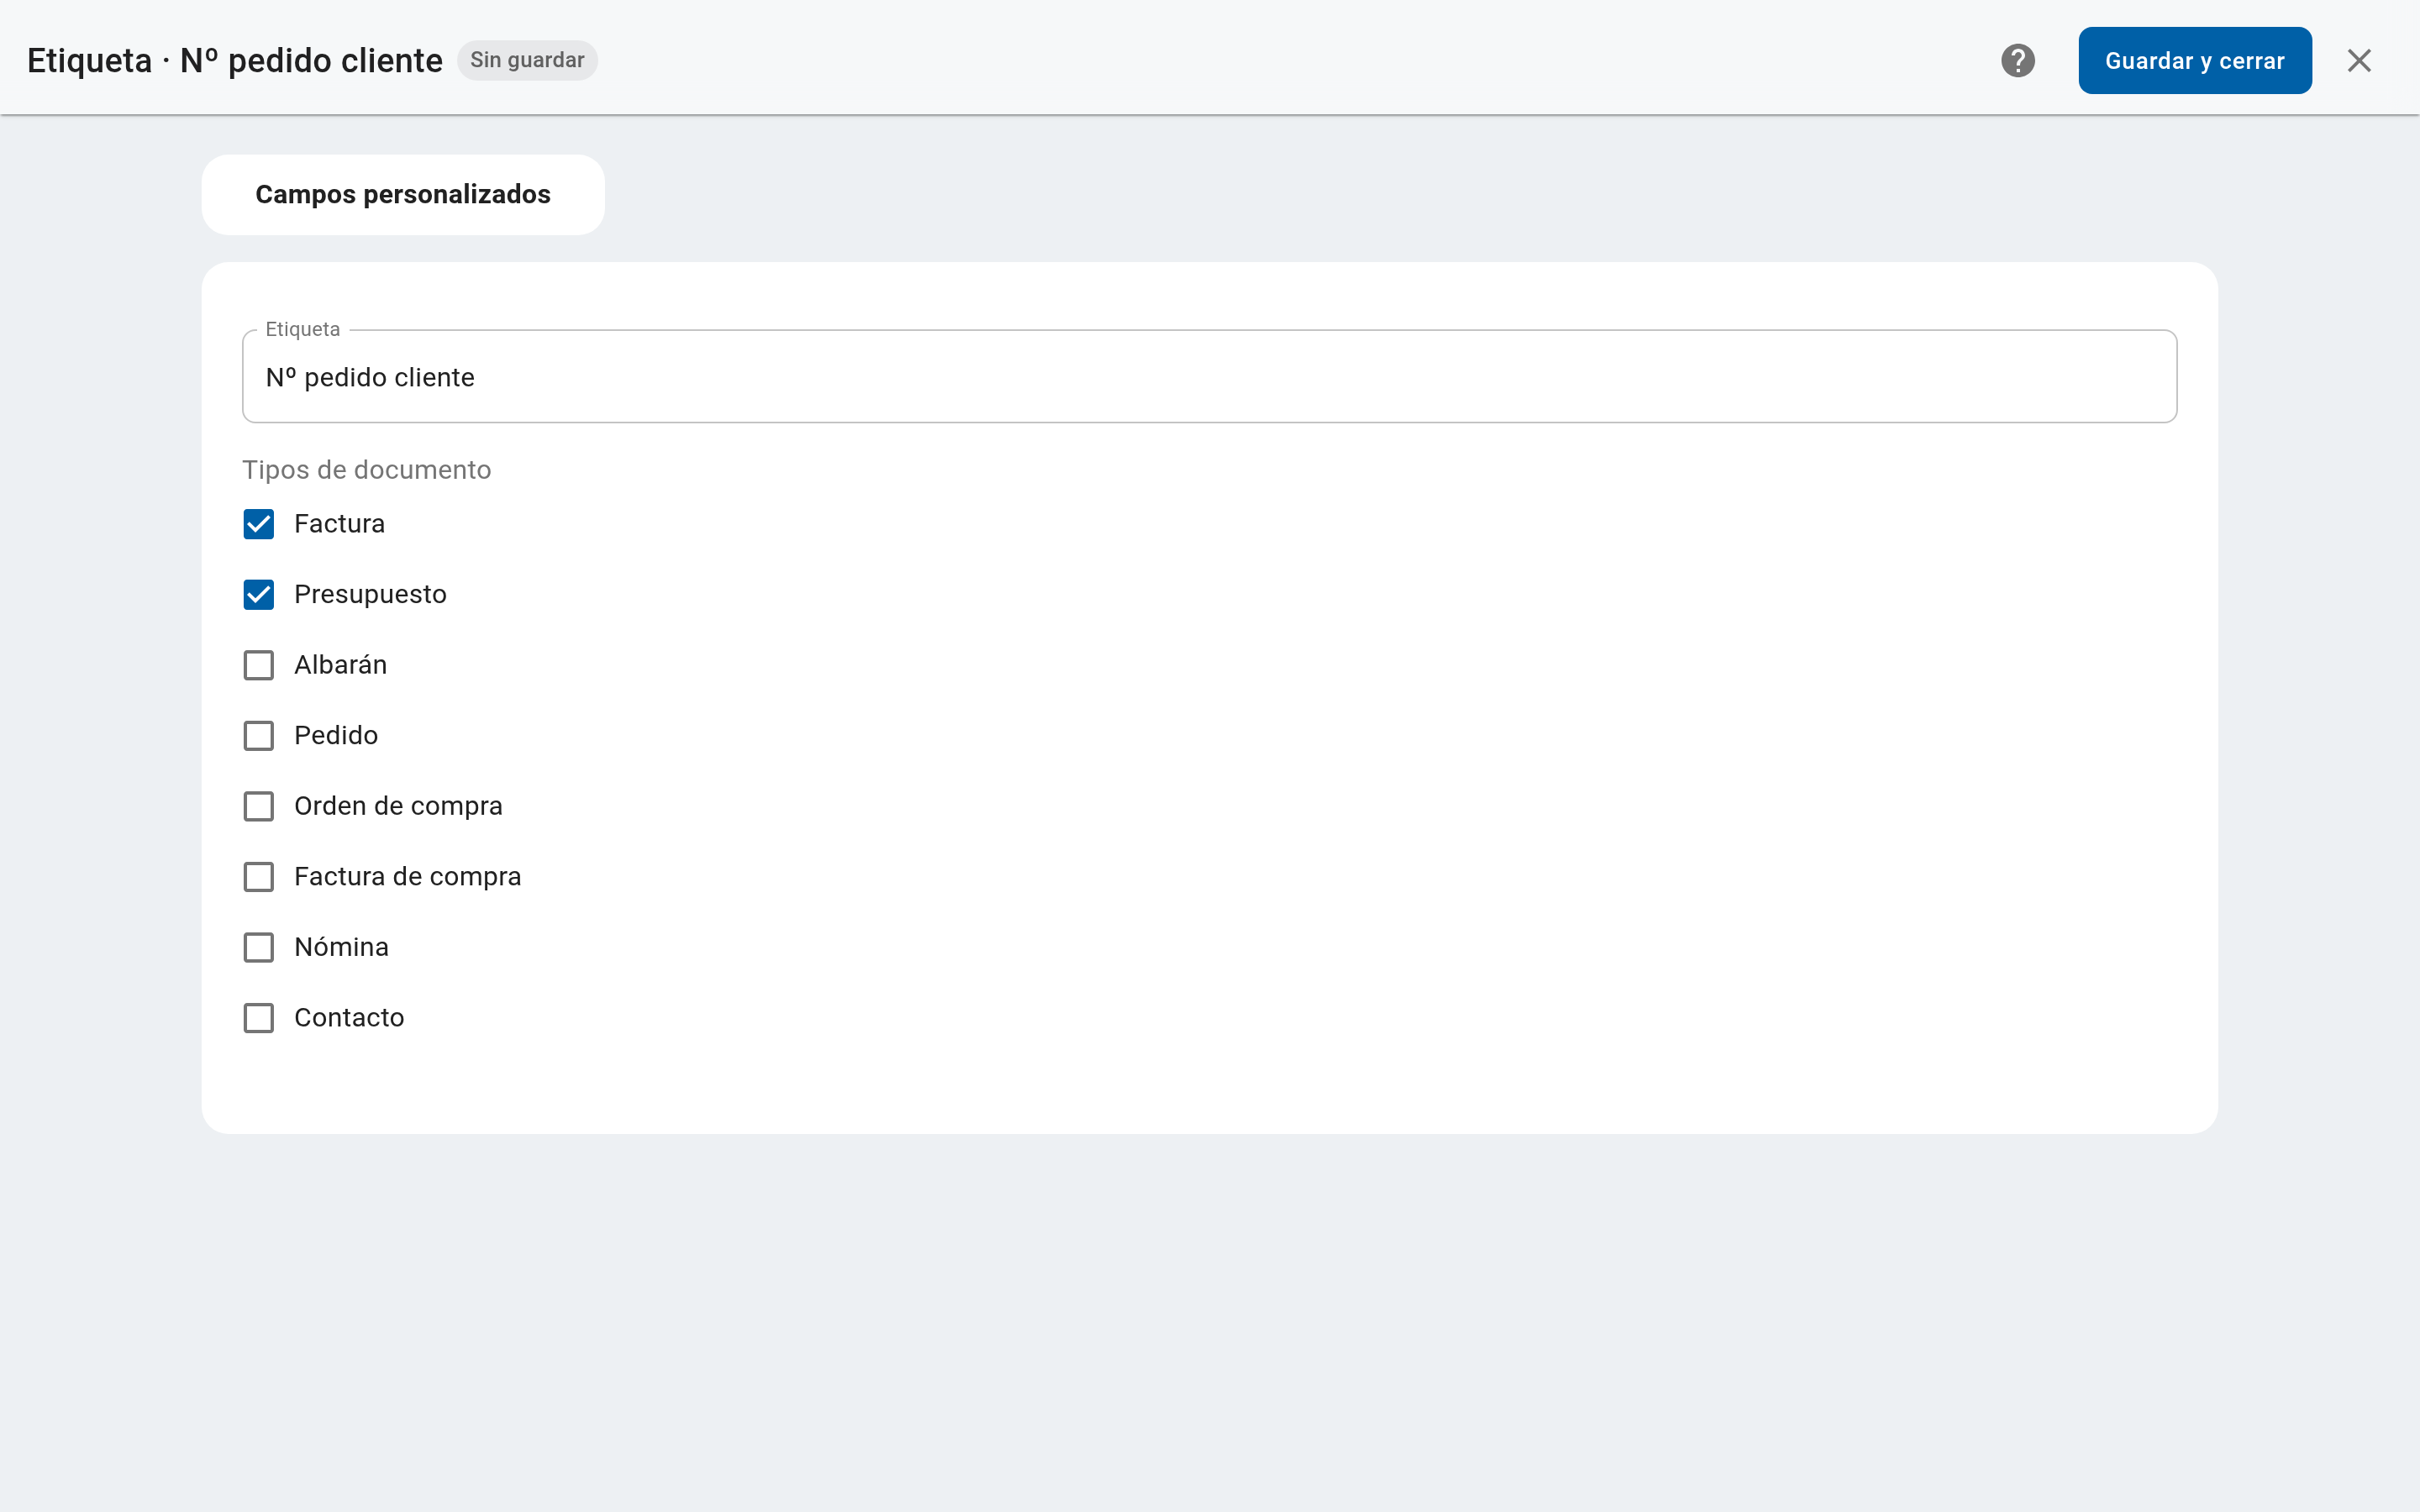 Etiqueta · Nº pedido cliente Sin guardar
Guardar y cerrar
Campos personalizados
Etiqueta
Nº pedido cliente
Tipos de documento
Factura
Presupuesto
Albarán
Pedido
Orden de compra
Factura de compra
Nómina
Contacto